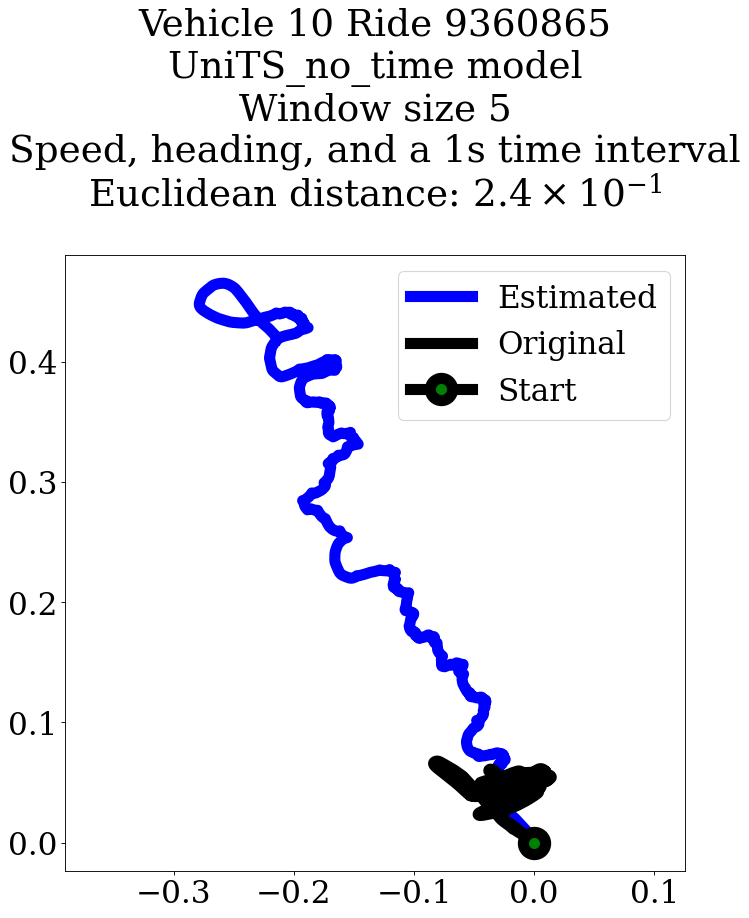 Vehicle 10 Ride 9360865
UniTS_no_time model
Window size 5
Speed, heading, and a 1s time interval
Euclidean distance: 2.4 × 10⁻¹
Estimated
Original
Start
0.4
0.3
0.2
0.1
0.0
−0.3
−0.2
−0.1
0.0
0.1